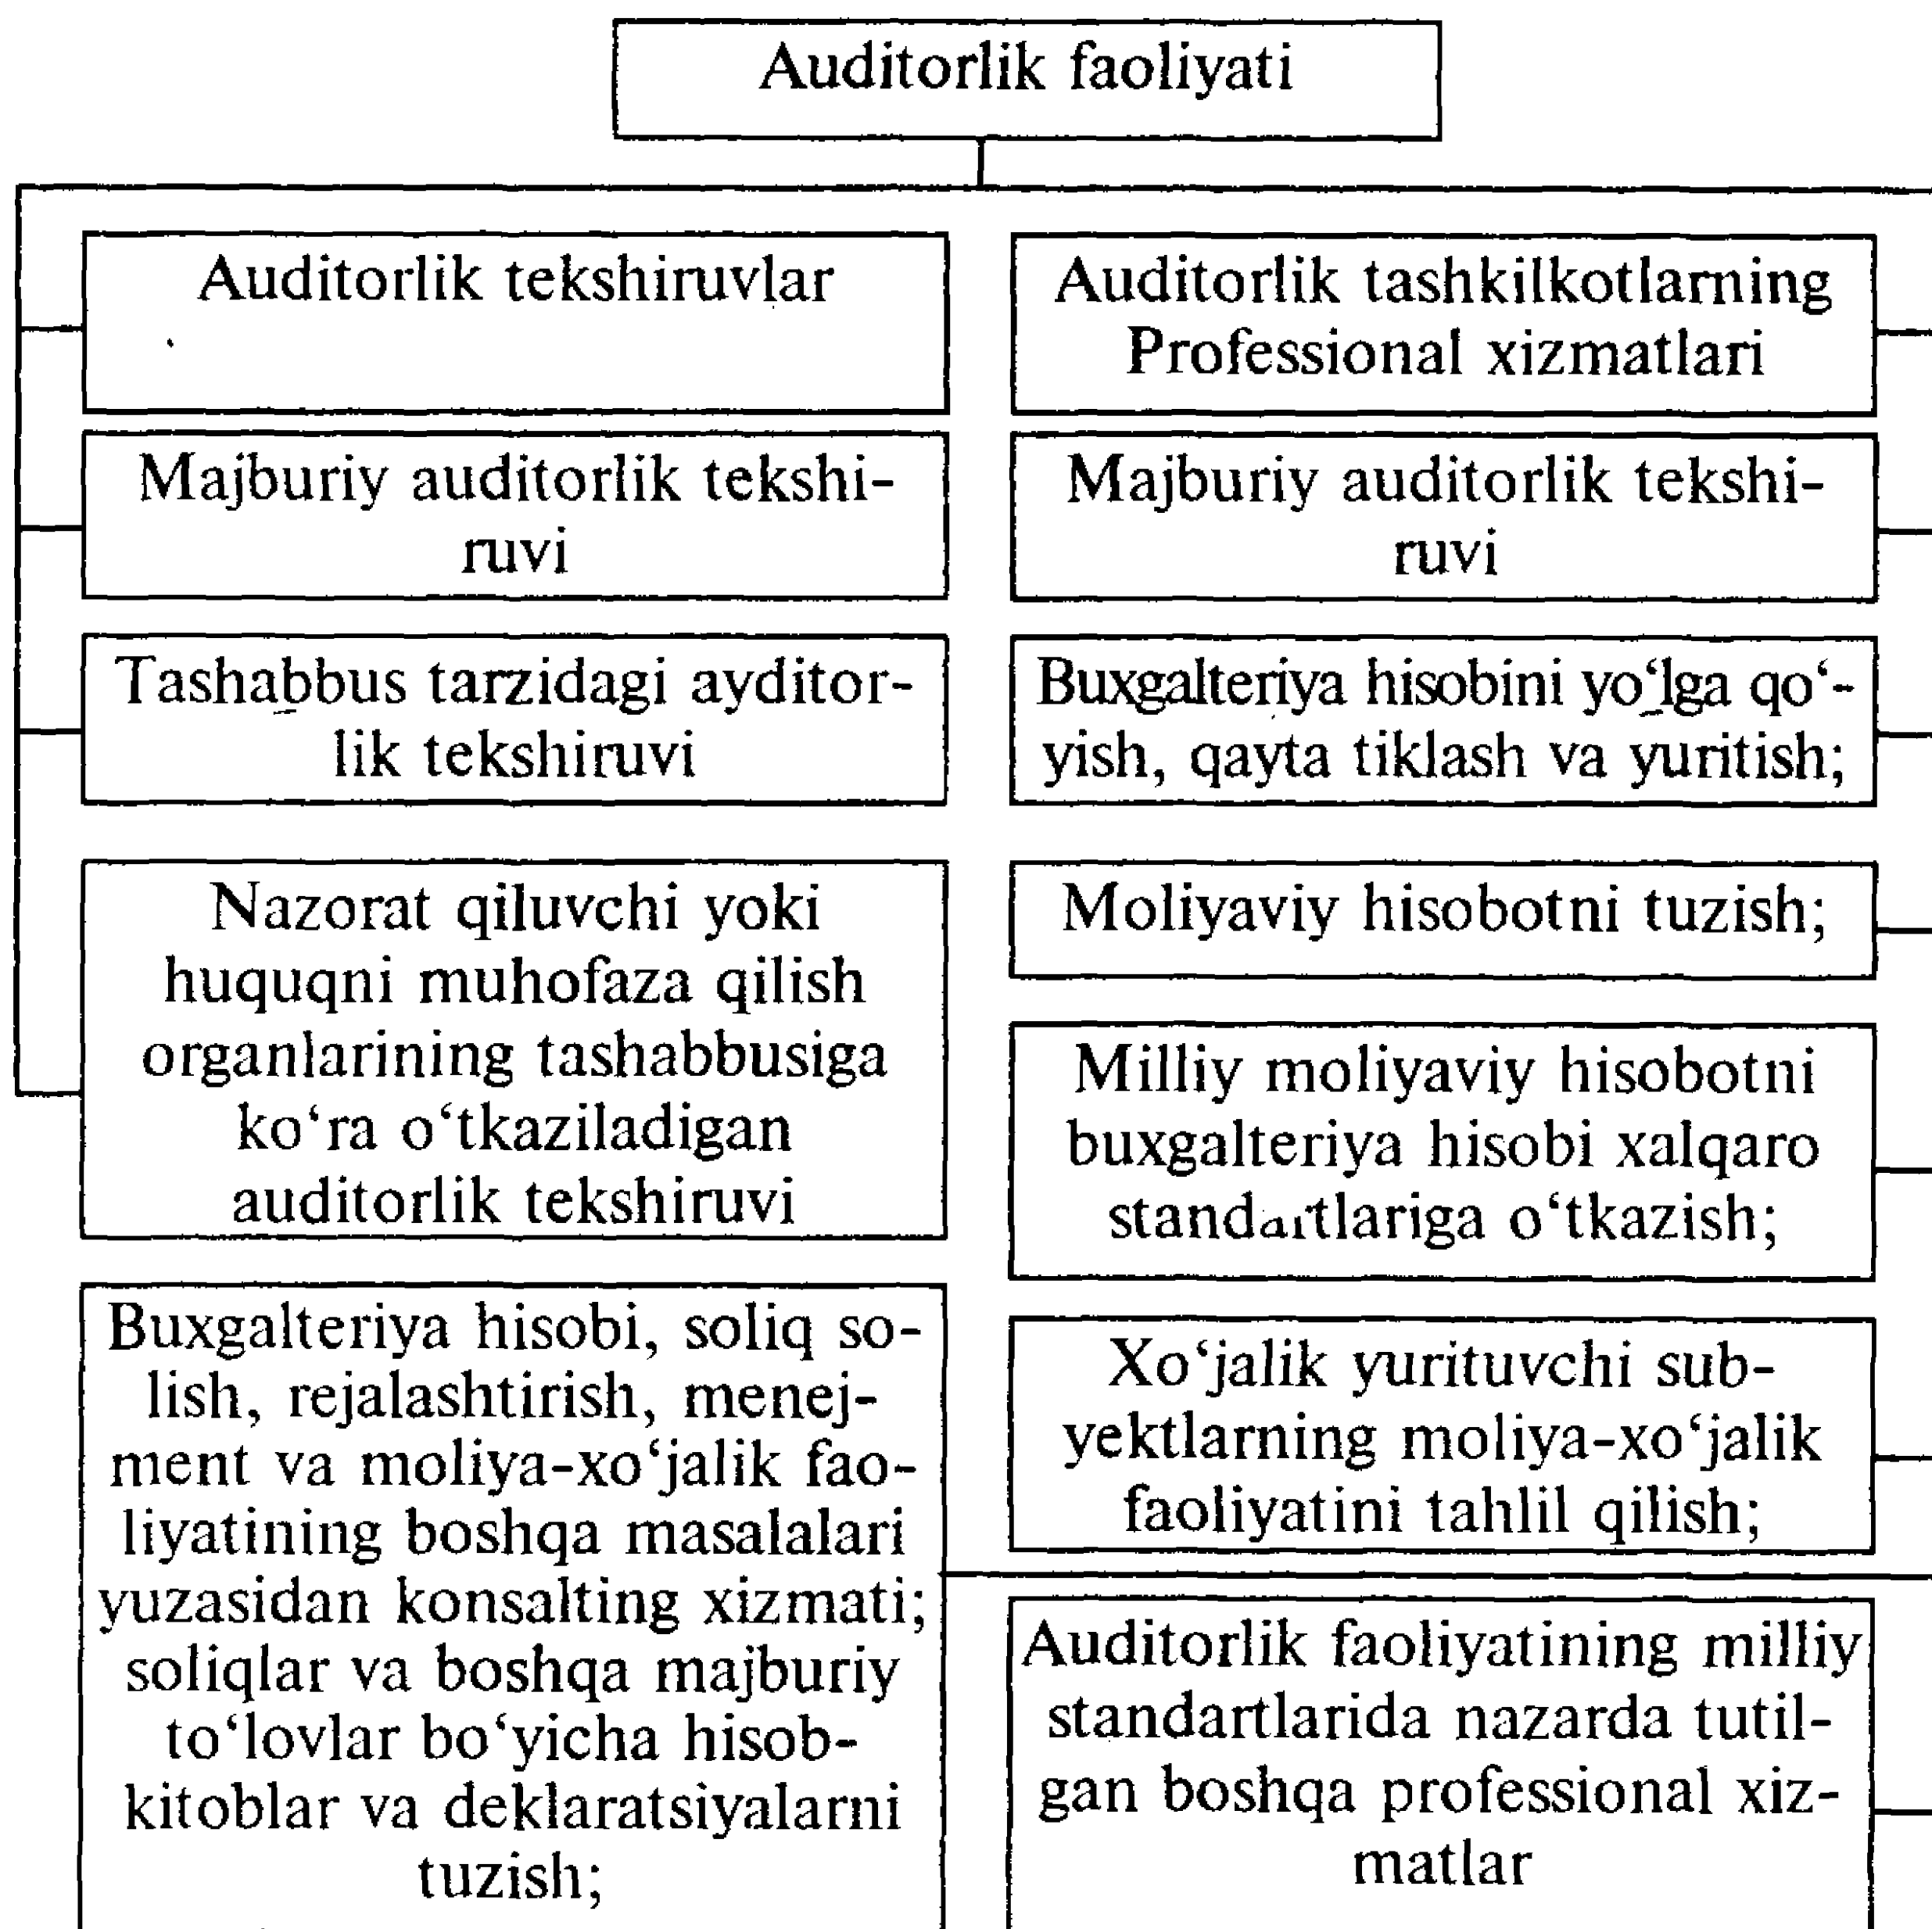 Auditorlik faoliyati
Auditorlik tekshiruvlar
Majburiy auditorlik tekshi-
ruvi
Tashabbus tarzidagi ayditor-
lik tekshiruvi
Nazorat qiluvchi yoki
huquqni muhofaza qilish
organlarining tashabbusiga
ko‘ra o‘tkaziladigan
auditorlik tekshiruvi
Buxgalteriya hisobi, soliq so-
lish, rejalashtirish, menej-
ment va moliya-xo‘jalik fao-
liyatining boshqa masalalari
yuzasidan konsalting xizmati;
soliqlar va boshqa majburiy
to‘lovlar bo‘yicha hisob-
kitoblar va deklaratsiyalarni
tuzish;
Auditorlik tashkilkotlarning
Professional xizmatlari
Majburiy auditorlik tekshi-
ruvi
Buxgalteriya hisobini yo‘lga qo‘-
yish, qayta tiklash va yuritish;
Moliyaviy hisobotni tuzish;
Milliy moliyaviy hisobotni
buxgalteriya hisobi xalqaro
standartlariga o‘tkazish;
Xo‘jalik yurituvchi sub-
yektlarning moliya-xo‘jalik
faoliyatini tahlil qilish;
Auditorlik faoliyatining milliy
standartlarida nazarda tutil-
gan boshqa professional xiz-
matlar